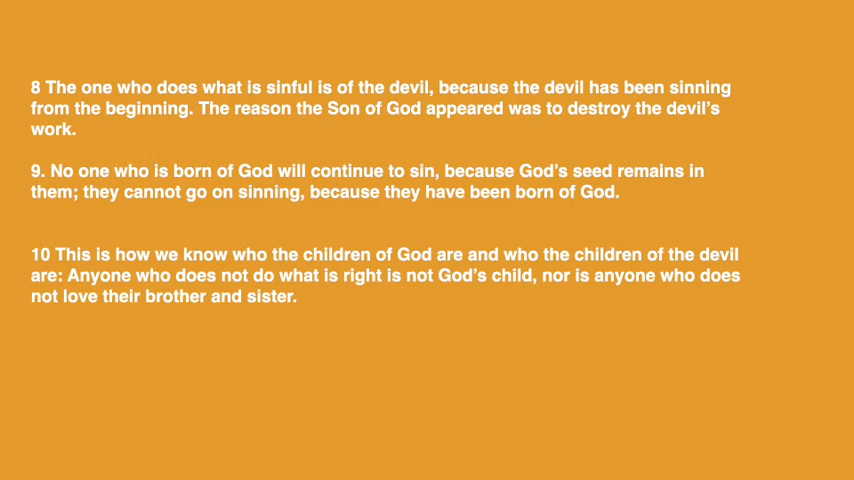 8 The one who does what is sinful is of the devil, because the devil has been sinning
from the beginning. The reason the Son of God appeared was to destroy the devil’s
work.
9. No one who is born of God will continue to sin, because God’s seed remains in
them; they cannot go on sinning, because they have been born of God.
10 This is how we know who the children of God are and who the children of the devil
are: Anyone who does not do what is right is not God’s child, nor is anyone who does
not love their brother and sister.